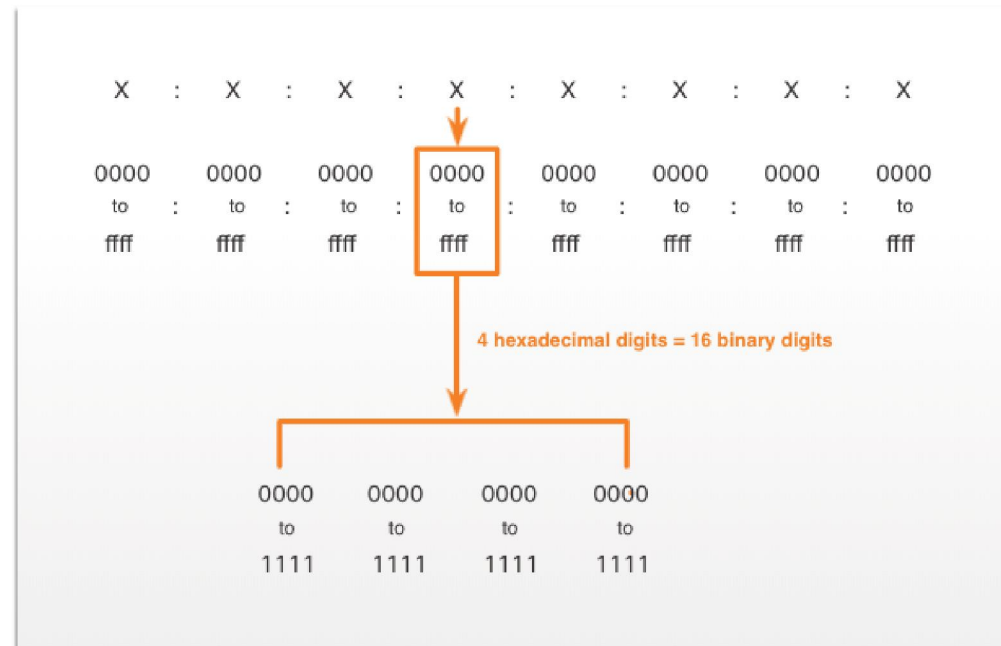 X : X : X : X : X : X : X : X
0000 0000 0000 0000 0000 0000 0000 0000
to : to : to : to : to : to : to : to
ffff ffff ffff ffff ffff ffff ffff ffff
4 hexadecimal digits = 16 binary digits
0000 0000 0000 0000
to to to to
1111 1111 1111 1111